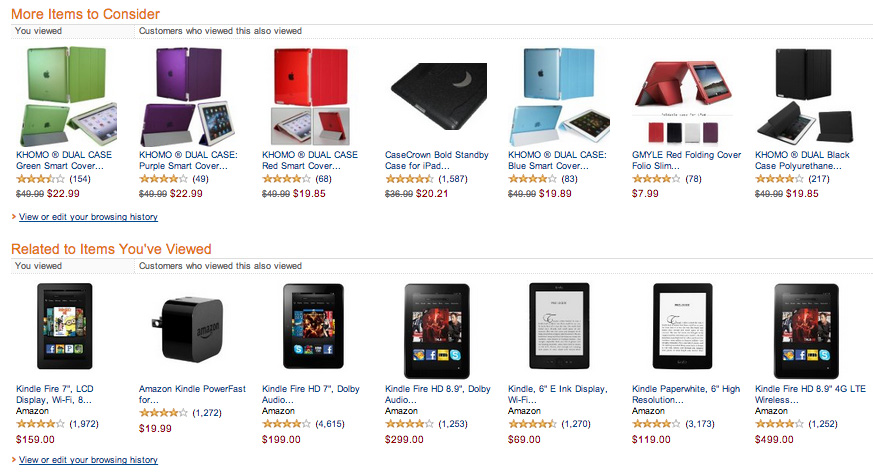 More Items to Consider
You viewed Customers who viewed this also viewed
KHOMO ® DUAL CASE
Green Smart Cover...
(154)
$49.99 $22.99
KHOMO ® DUAL CASE:
Purple Smart Cover...
(49)
$49.99 $22.99
KHOMO ® DUAL CASE
Red Smart Cover...
(68)
$49.99 $19.85
CaseCrown Bold Standby
Case for iPad...
(1,587)
$36.99 $20.21
KHOMO ® DUAL CASE:
Blue Smart Cover...
(83)
$49.99 $19.89
GMYLE Red Folding Cover
Folio Slim...
(78)
$7.99
KHOMO ® DUAL Black
Case Polyurethane...
(217)
$49.99 $19.85
› View or edit your browsing history
Related to Items You've Viewed
You viewed Customers who viewed this also viewed
Kindle Fire 7", LCD
Display, Wi-Fi, 8...
Amazon
(1,972)
$159.00
amazon
Amazon Kindle PowerFast
for...
(1,272)
$19.99
Kindle Fire HD 7", Dolby
Audio...
Amazon
(4,615)
$199.00
Kindle Fire HD 8.9", Dolby
Audio...
Amazon
(1,253)
$299.00
Kindle, 6" E Ink Display,
Wi-Fi...
Amazon
(1,270)
$69.00
Kindle Paperwhite, 6" High
Resolution...
Amazon
(3,173)
$119.00
Kindle Fire HD 8.9" 4G LTE
Wireless...
Amazon
(1,252)
$499.00
› View or edit your browsing history